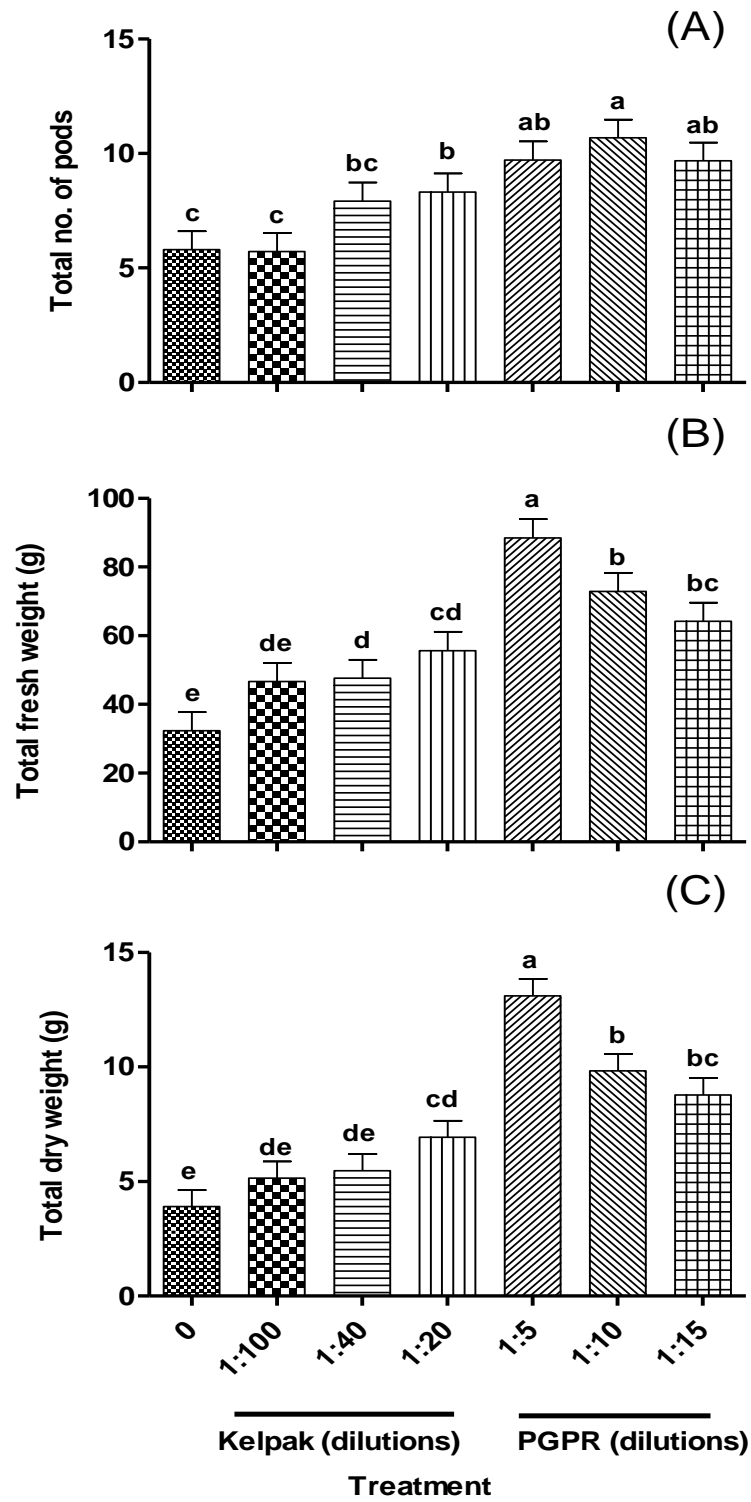 (A)
Total no. of pods
15
10
5
0
c
c
bc
b
ab
a
ab
(B)
Total fresh weight (g)
100
80
60
40
20
0
e
de
d
cd
a
b
bc
(C)
Total dry weight (g)
15
10
5
0
e
de
de
cd
a
b
bc
0
1:100
1:40
1:20
1:5
1:10
1:15
Kelpak (dilutions)
PGPR (dilutions)
Treatment